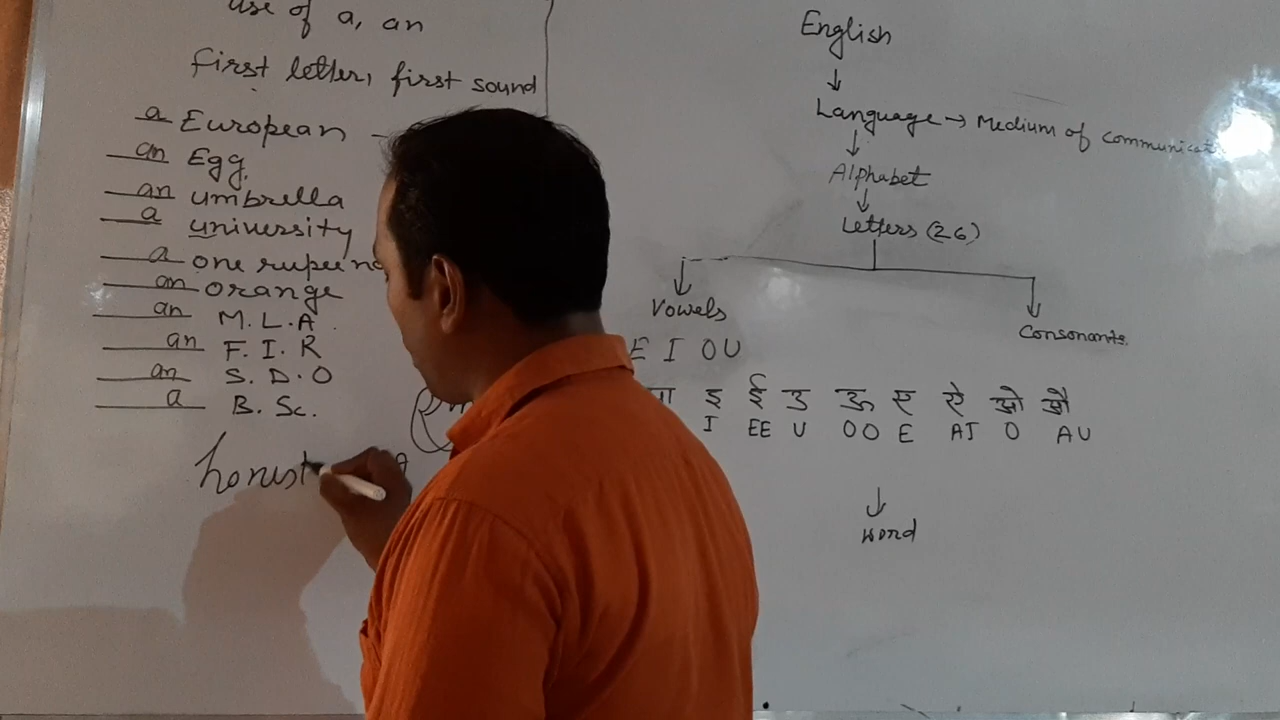 use of a, an
first letter, first sound
a European -
an Egg.
an umbrella
a university
a one rupee
an orange
an M.L.A.
an F.I.R
an S.D.O
a B.Sc.
honest
English
Language → Medium of
Alphabet
Letters (26)
Vowels
Consonants.
E I O U
इ ई उ ऊ ए ऐ ओ औ
I EE U OO E AI O AU
word